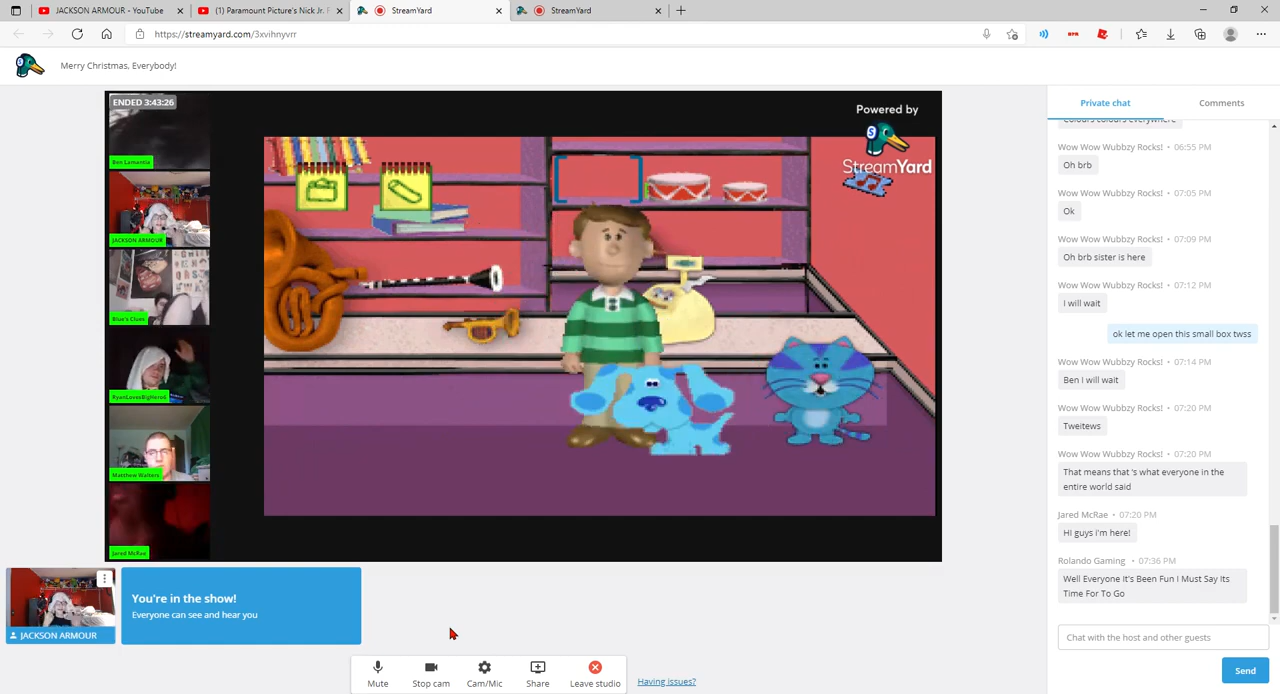 JACKSON ARMOUR - YouTube
(1) Paramount Picture's Nick Jr. F
StreamYard
StreamYard
https://streamyard.com/3xvihnyvrr
Merry Christmas, Everybody!
ENDED 3:43:26
Powered by
StreamYard
Ben Lamantia
JACKSON ARMOUR
Blue's Clues
RyanLovesBigHero6
Matthew Walters
Jared McRae
JACKSON ARMOUR
You're in the show!
Everyone can see and hear you
Mute
Stop cam
Cam/Mic
Share
Leave studio
Having issues?
Private chat
Comments
Colours colours everywhere
Wow Wow Wubbzy Rocks! • 06:55 PM
Oh brb
Wow Wow Wubbzy Rocks! • 07:05 PM
Ok
Wow Wow Wubbzy Rocks! • 07:09 PM
Oh brb sister is here
Wow Wow Wubbzy Rocks! • 07:12 PM
I will wait
ok let me open this small box twss
Wow Wow Wubbzy Rocks! • 07:14 PM
Ben I will wait
Wow Wow Wubbzy Rocks! • 07:20 PM
Tweitews
Wow Wow Wubbzy Rocks! • 07:20 PM
That means that 's what everyone in the
entire world said
Jared McRae • 07:20 PM
HI guys i'm here!
Rolando Gaming • 07:36 PM
Well Everyone It's Been Fun I Must Say Its
Time For To Go
Chat with the host and other guests
Send